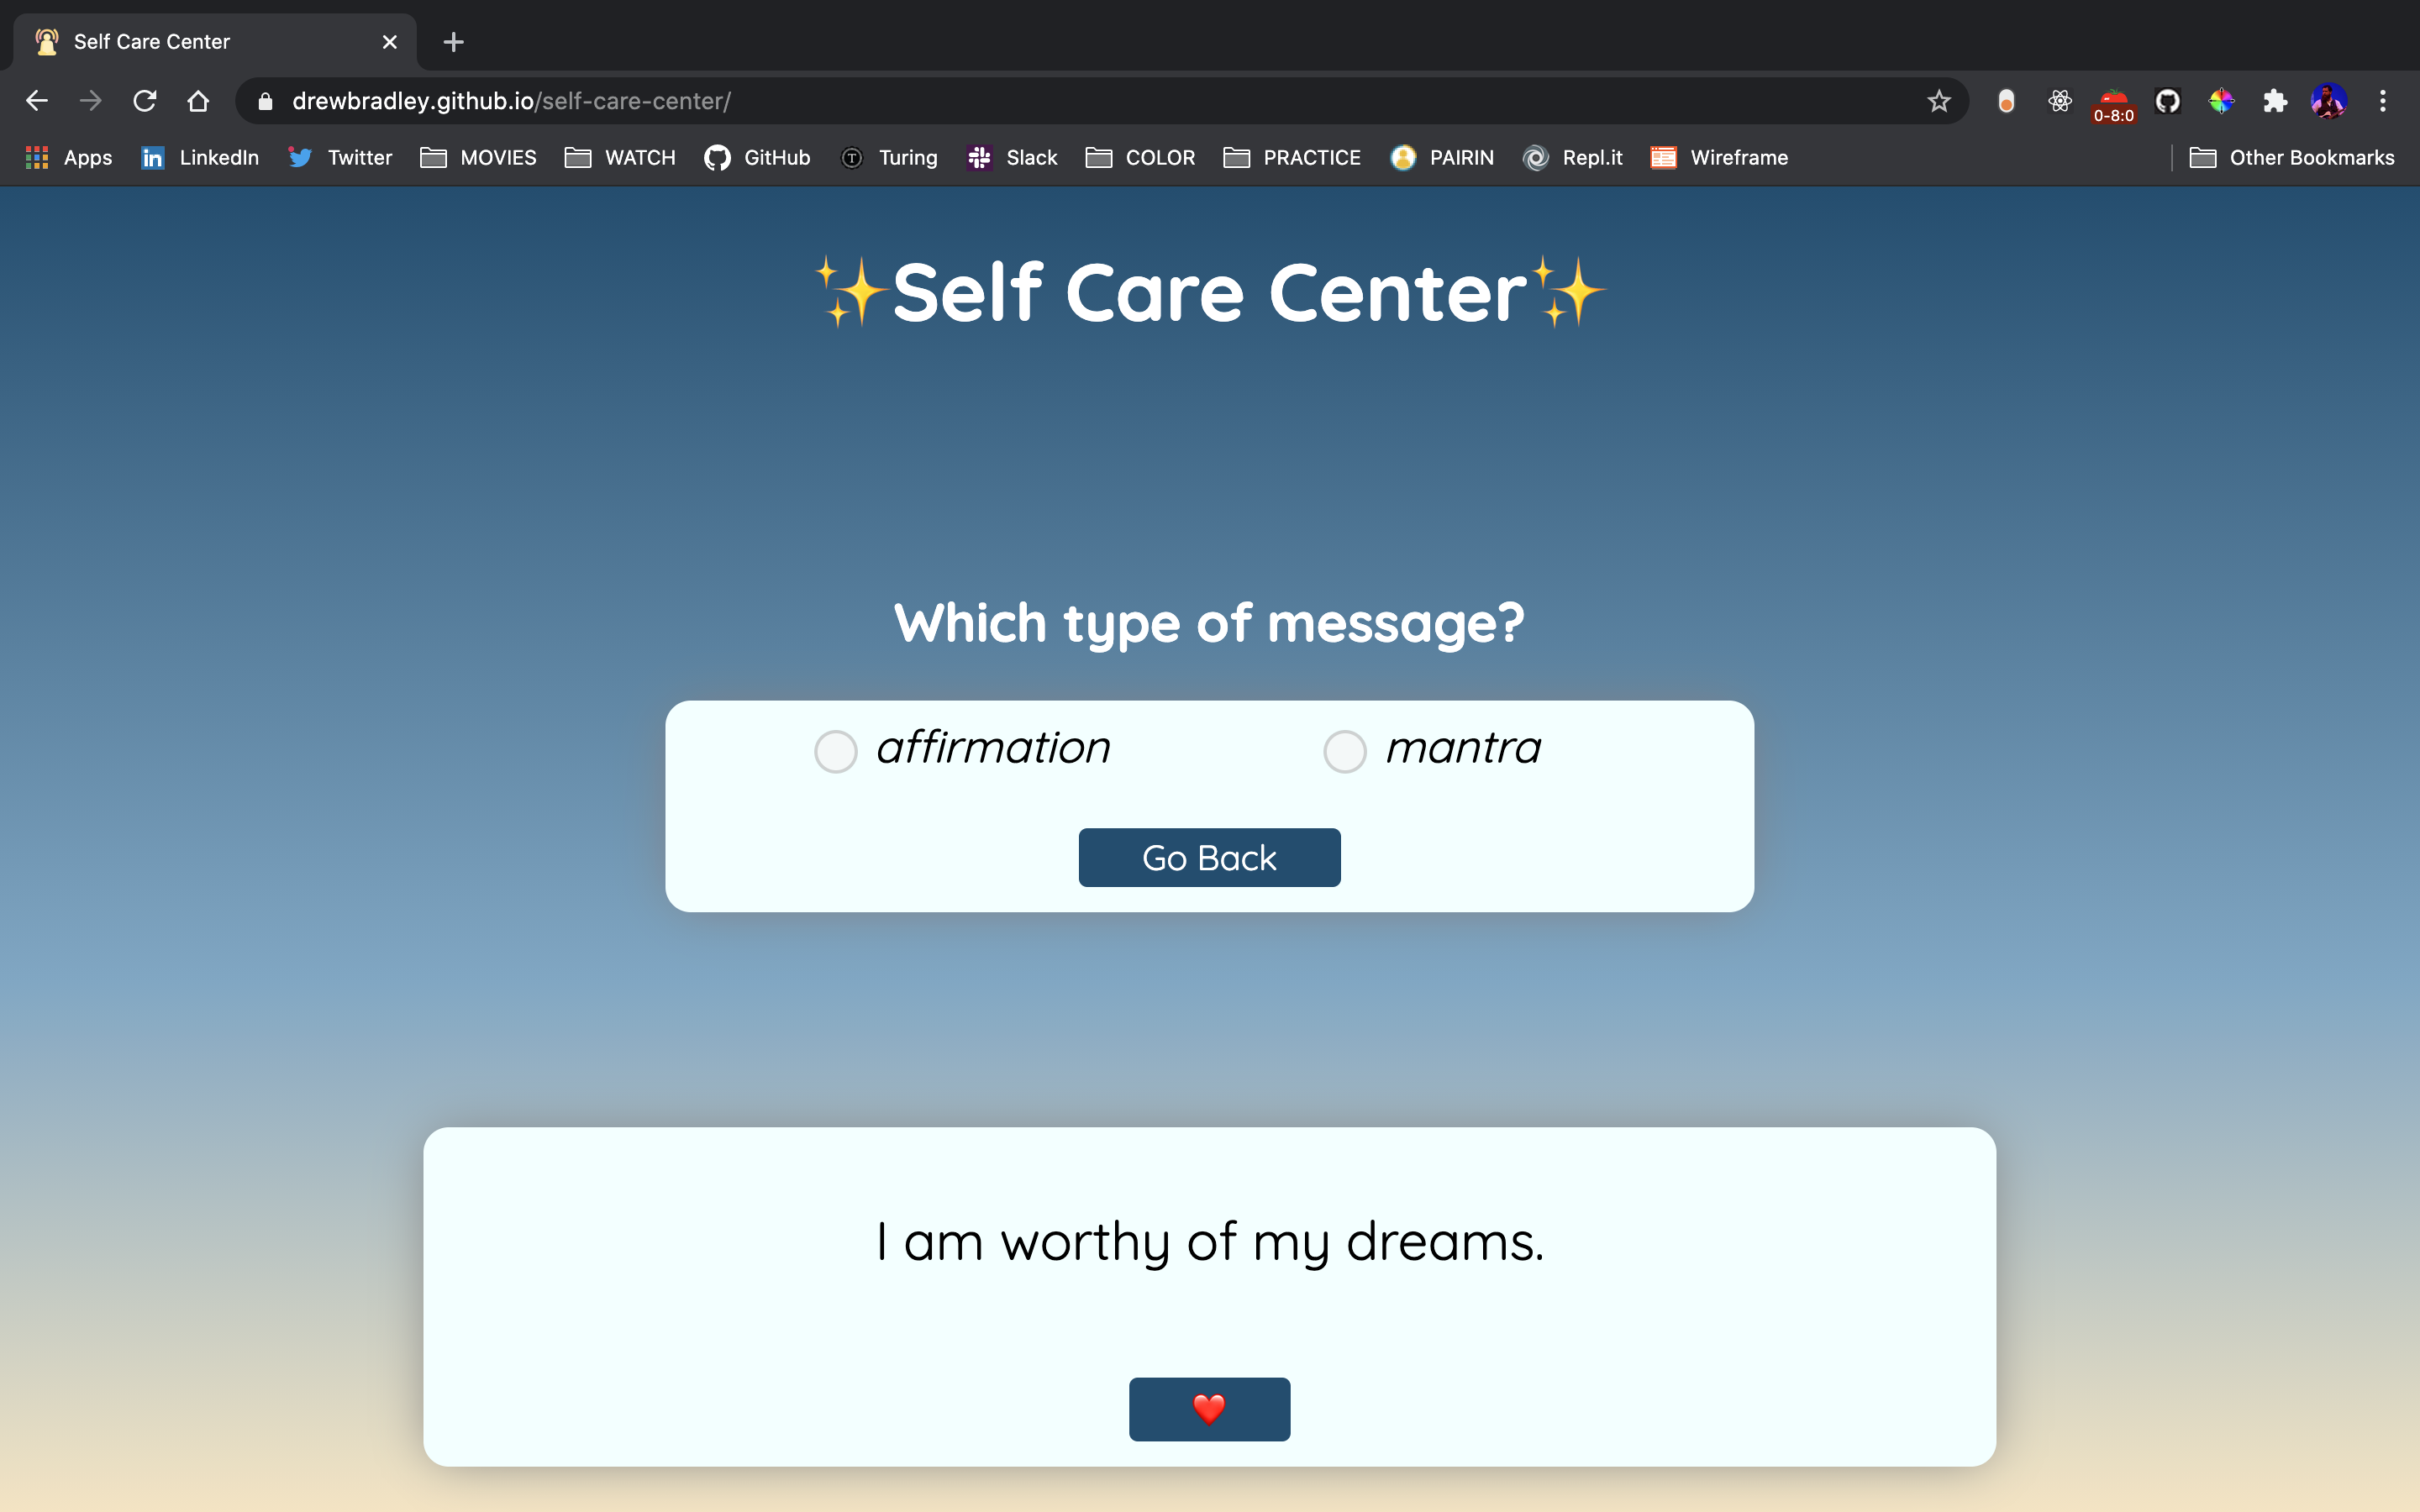 Self Care Center
drewbradley.github.io/self-care-center/
0-8:0
Apps LinkedIn Twitter MOVIES WATCH GitHub Turing Slack COLOR PRACTICE PAIRIN Repl.it Wireframe Other Bookmarks
✨Self Care Center✨
Which type of message?
affirmation mantra
Go Back
I am worthy of my dreams.